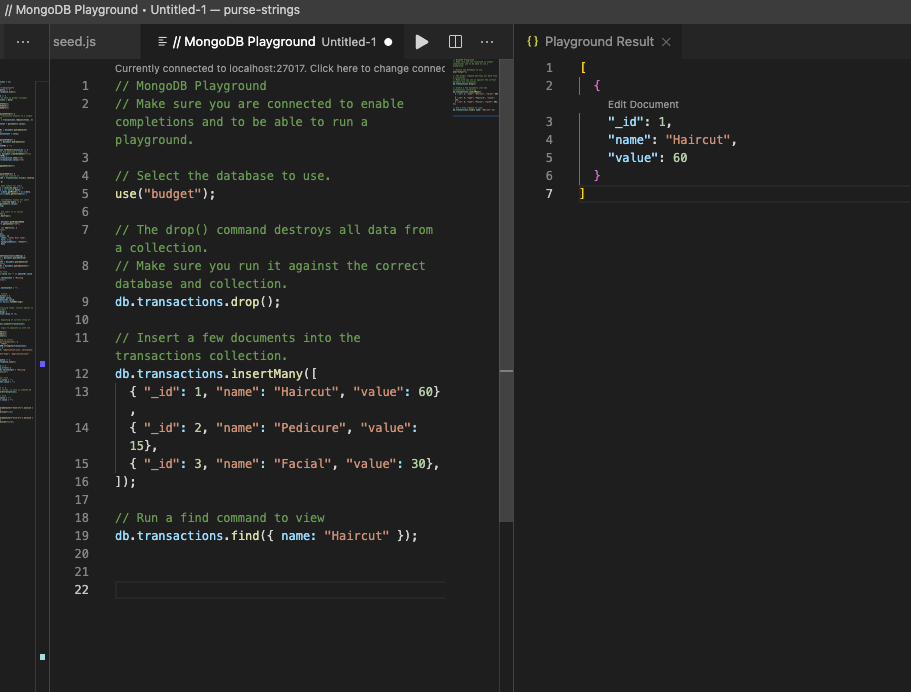 // MongoDB Playground • Untitled-1 — purse-strings
··· seed.js // MongoDB Playground Untitled-1 ● ···
Currently connected to localhost:27017. Click here to change connec
1 // MongoDB Playground
2 // Make sure you are connected to enable
completions and to be able to run a
playground.
3
4 // Select the database to use.
5 use("budget");
6
7 // The drop() command destroys all data from
a collection.
8 // Make sure you run it against the correct
database and collection.
9 db.transactions.drop();
10
11 // Insert a few documents into the
transactions collection.
12 db.transactions.insertMany([
13 { "_id": 1, "name": "Haircut", "value": 60}
,
14 { "_id": 2, "name": "Pedicure", "value":
15},
15 { "_id": 3, "name": "Facial", "value": 30},
16 ]);
17
18 // Run a find command to view
19 db.transactions.find({ name: "Haircut" });
20
21
22
{} Playground Result ×
1 [
2 {
Edit Document
3 "_id": 1,
4 "name": "Haircut",
5 "value": 60
6 }
7 ]